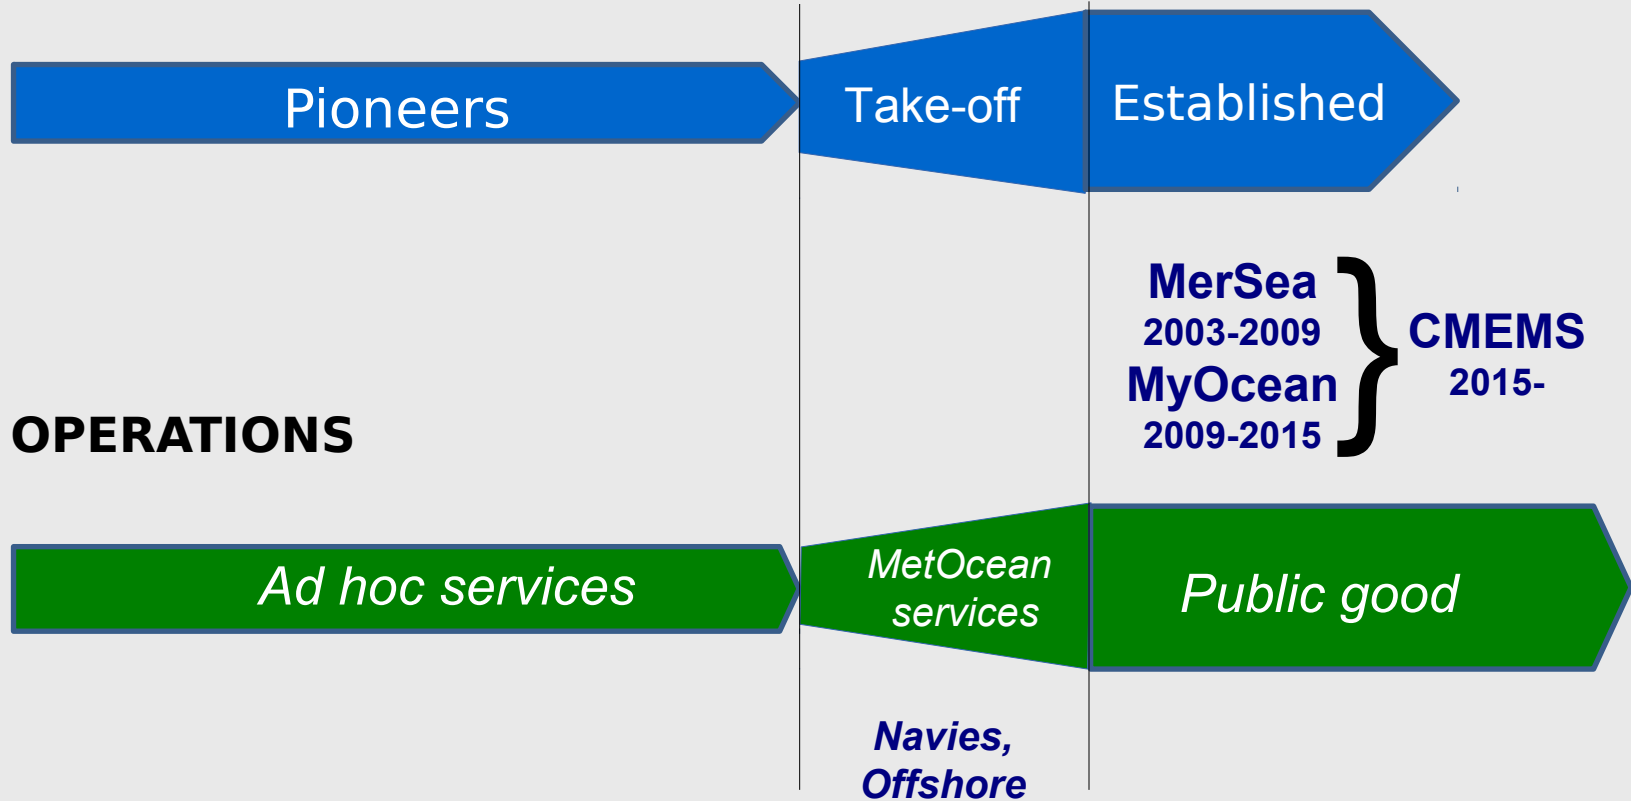 Pioneers
Take-off
Established
MerSea
2003-2009
MyOcean
2009-2015
}
CMEMS
2015-
OPERATIONS
Ad hoc services
MetOcean
services
Public good
Navies,
Offshore